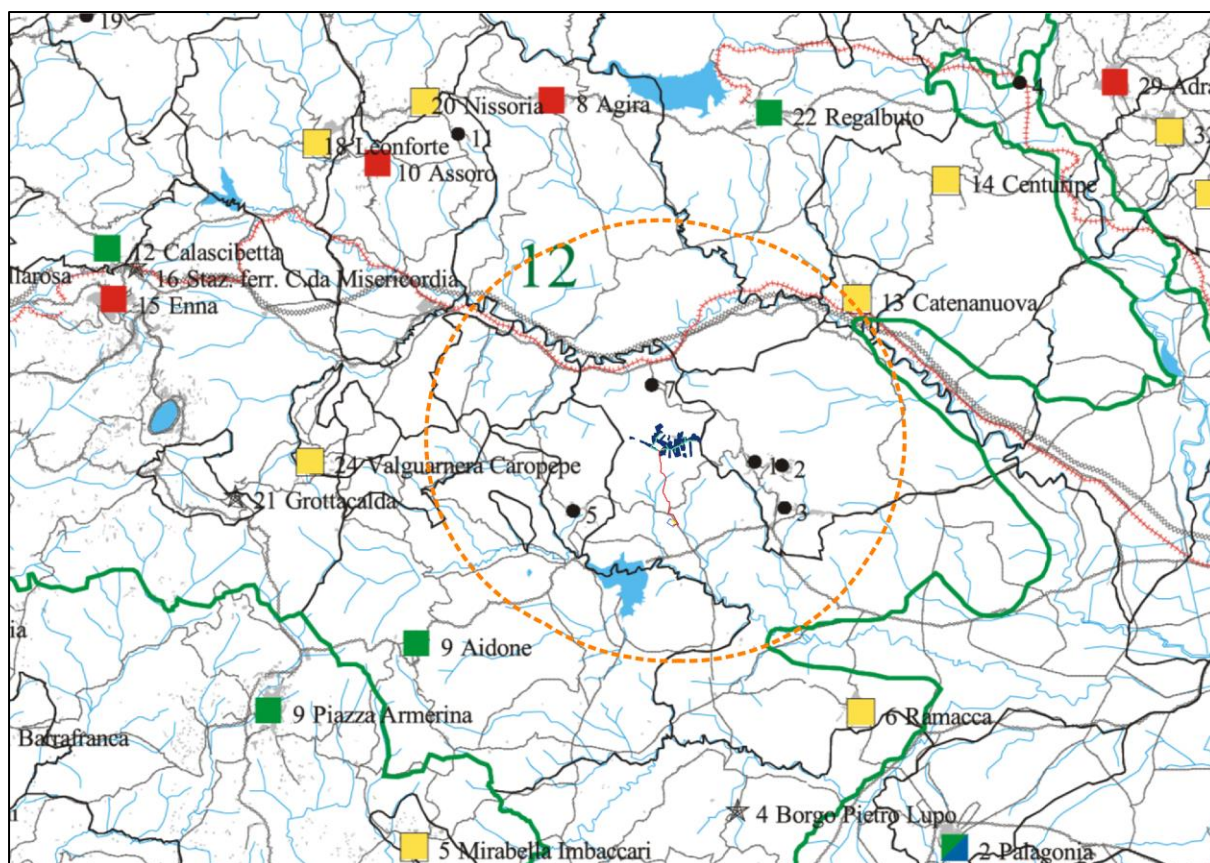 19
4
29 Adra
20 Nissoria
8 Agira
22 Regalbuto
11
18 Leonforte
10 Assoro
14 Centuripe
12 Calascibetta
12
llarosa
16 Staz. ferr. C.da Misericordia
15 Enna
13 Catenanuova
7
24 Valguarnera Caropepe
1
2
21 Grottacalda
5
3
9 Aidone
9 Piazza Armerina
6 Ramacca
Barrafranca
4 Borgo Pietro Lupo
5 Mirabella Imbaccari
2 Palagonia